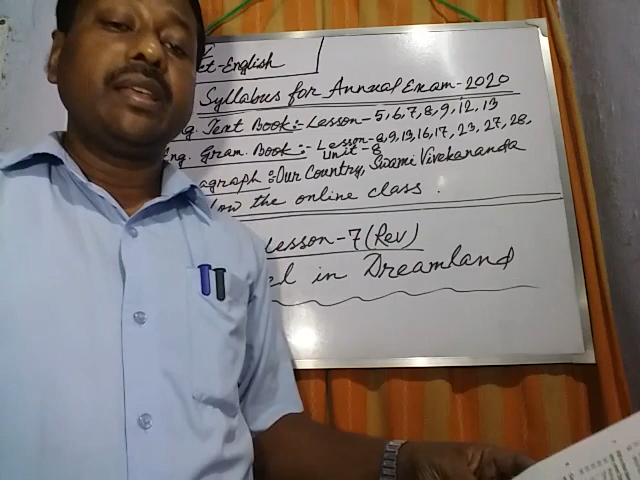 et-English
Syllabus for Annual Exam-2020
ng. Text Book:- Lesson-5,6,7,8,9,12,13
Eng. Gram. Book:- Lesson-8,9,13,16,17,23,27,28,
Unit-8
agraph :- Our Country, Swami Vivekananda
low the online class.
Lesson-7 (Rev)
el in Dreamland